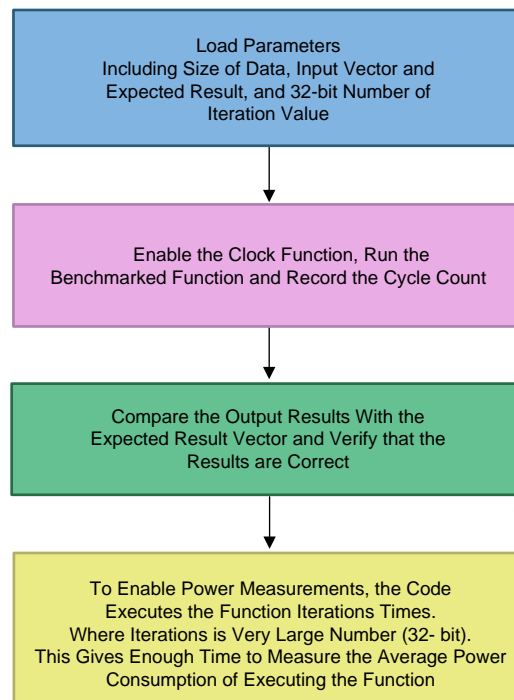 Load Parameters
Including Size of Data, Input Vector and
Expected Result, and 32-bit Number of
Iteration Value
Enable the Clock Function, Run the
Benchmarked Function and Record the Cycle Count
Compare the Output Results With the
Expected Result Vector and Verify that the
Results are Correct
To Enable Power Measurements, the Code
Executes the Function Iterations Times.
Where Iterations is Very Large Number (32- bit).
This Gives Enough Time to Measure the Average Power
Consumption of Executing the Function